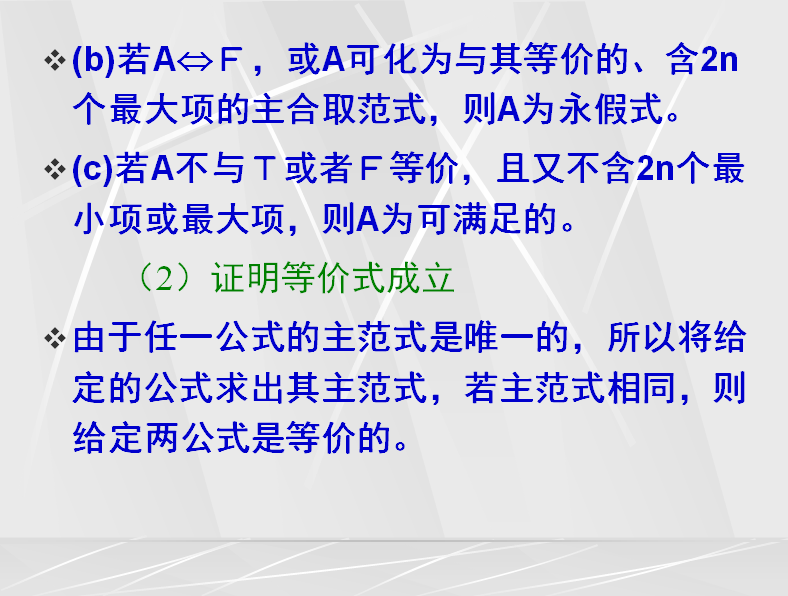 (b)若A⇔F，或A可化为与其等价的、含2n
个最大项的主合取范式，则A为永假式。
(c)若A不与T或者F等价，且又不含2n个最
小项或最大项，则A为可满足的。
（2）证明等价式成立
由于任一公式的主范式是唯一的，所以将给
定的公式求出其主范式，若主范式相同，则
给定两公式是等价的。